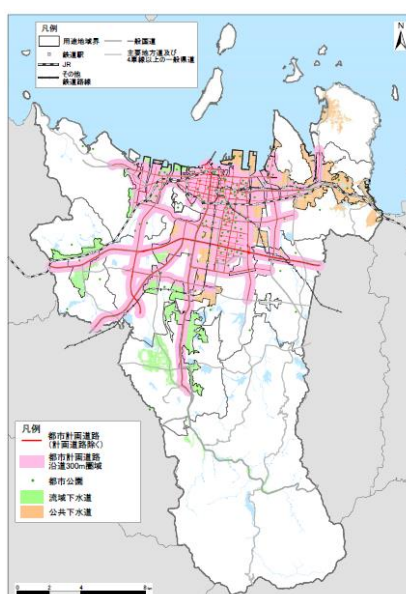 凡例
用途地域界
一般国道
鉄道駅
主要地方道及び
4車線以上の一般県道
JR
その他
鉄道路線
N
凡例
都市計画道路
(計画道路除く)
都市計画道路
沿道300m圏域
都市公園
流域下水道
公共下水道
0 2 4 8